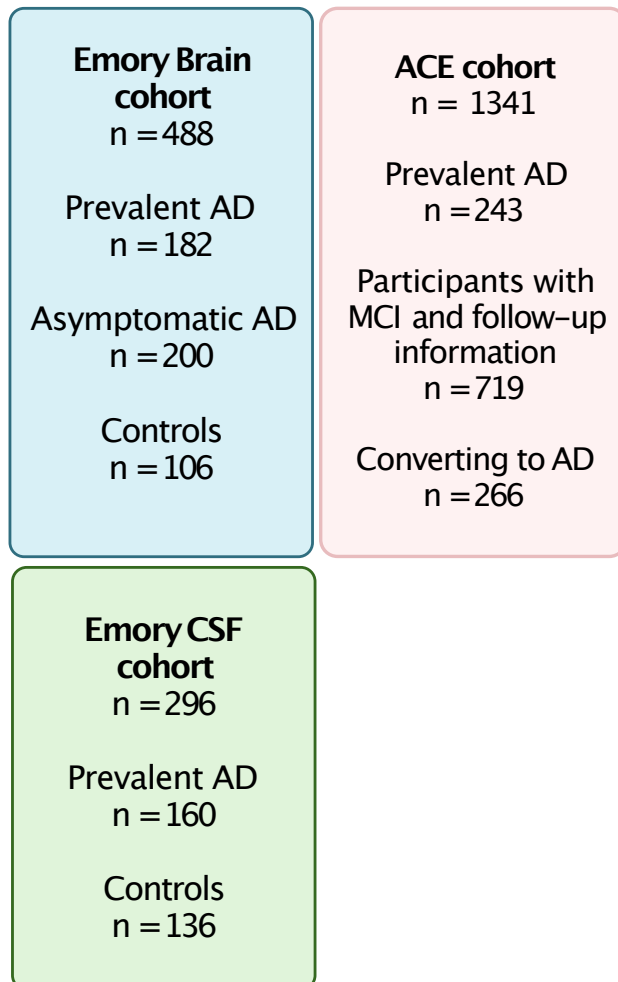 Emory Brain
cohort
n = 488
Prevalent AD
n = 182
Asymptomatic AD
n = 200
Controls
n = 106
ACE cohort
n = 1341
Prevalent AD
n = 243
Participants with
MCI and follow-up
information
n = 719
Converting to AD
n = 266
Emory CSF
cohort
n = 296
Prevalent AD
n = 160
Controls
n = 136